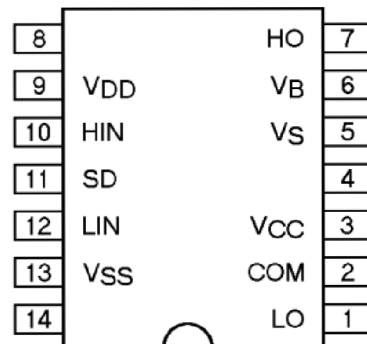 8 HO 7
9 VDD VB 6
10 HIN VS 5
11 SD 4
12 LIN VCC 3
13 VSS COM 2
14 LO 1